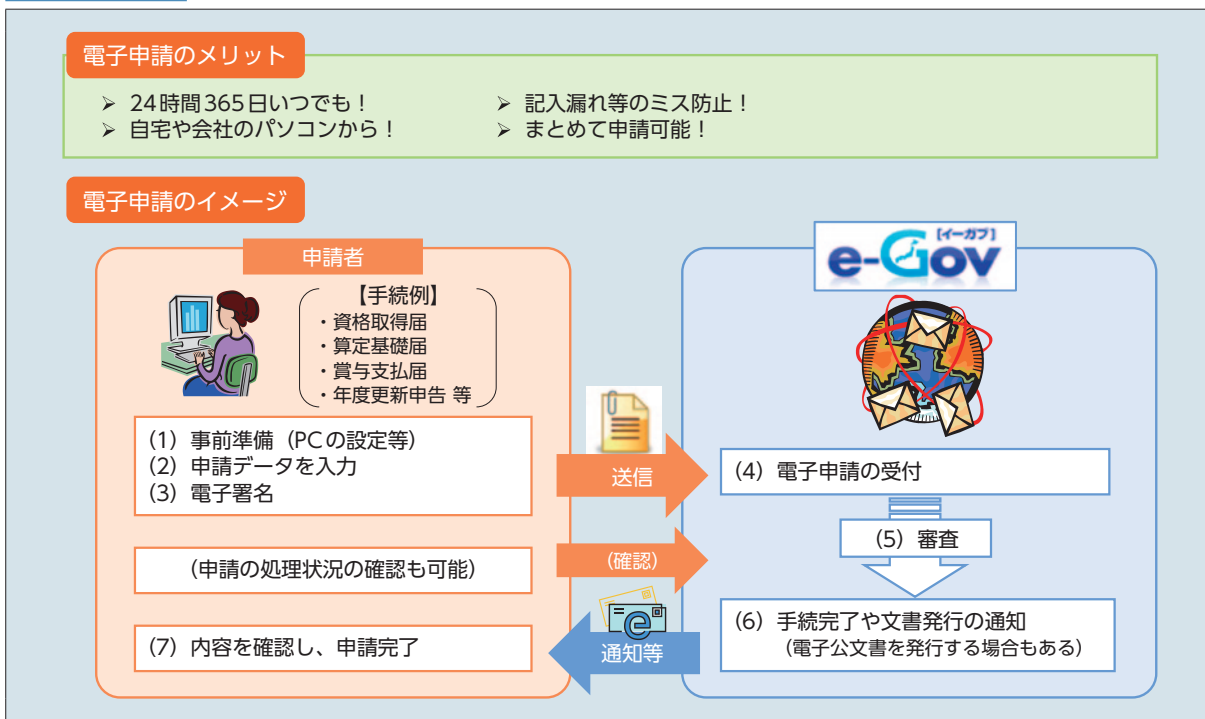 電子申請のメリット
➢ 24時間365日いつでも！
➢ 自宅や会社のパソコンから！
➢ 記入漏れ等のミス防止！
➢ まとめて申請可能！
電子申請のイメージ
申請者
【手続例】
・資格取得届
・算定基礎届
・賞与支払届
・年度更新申告 等
(1) 事前準備（PCの設定等）
(2) 申請データを入力
(3) 電子署名
（申請の処理状況の確認も可能）
(7) 内容を確認し、申請完了
送信
（確認）
e
通知等
［イーガブ］
e-Gov
(4) 電子申請の受付
(5) 審査
(6) 手続完了や文書発行の通知
（電子公文書を発行する場合もある）